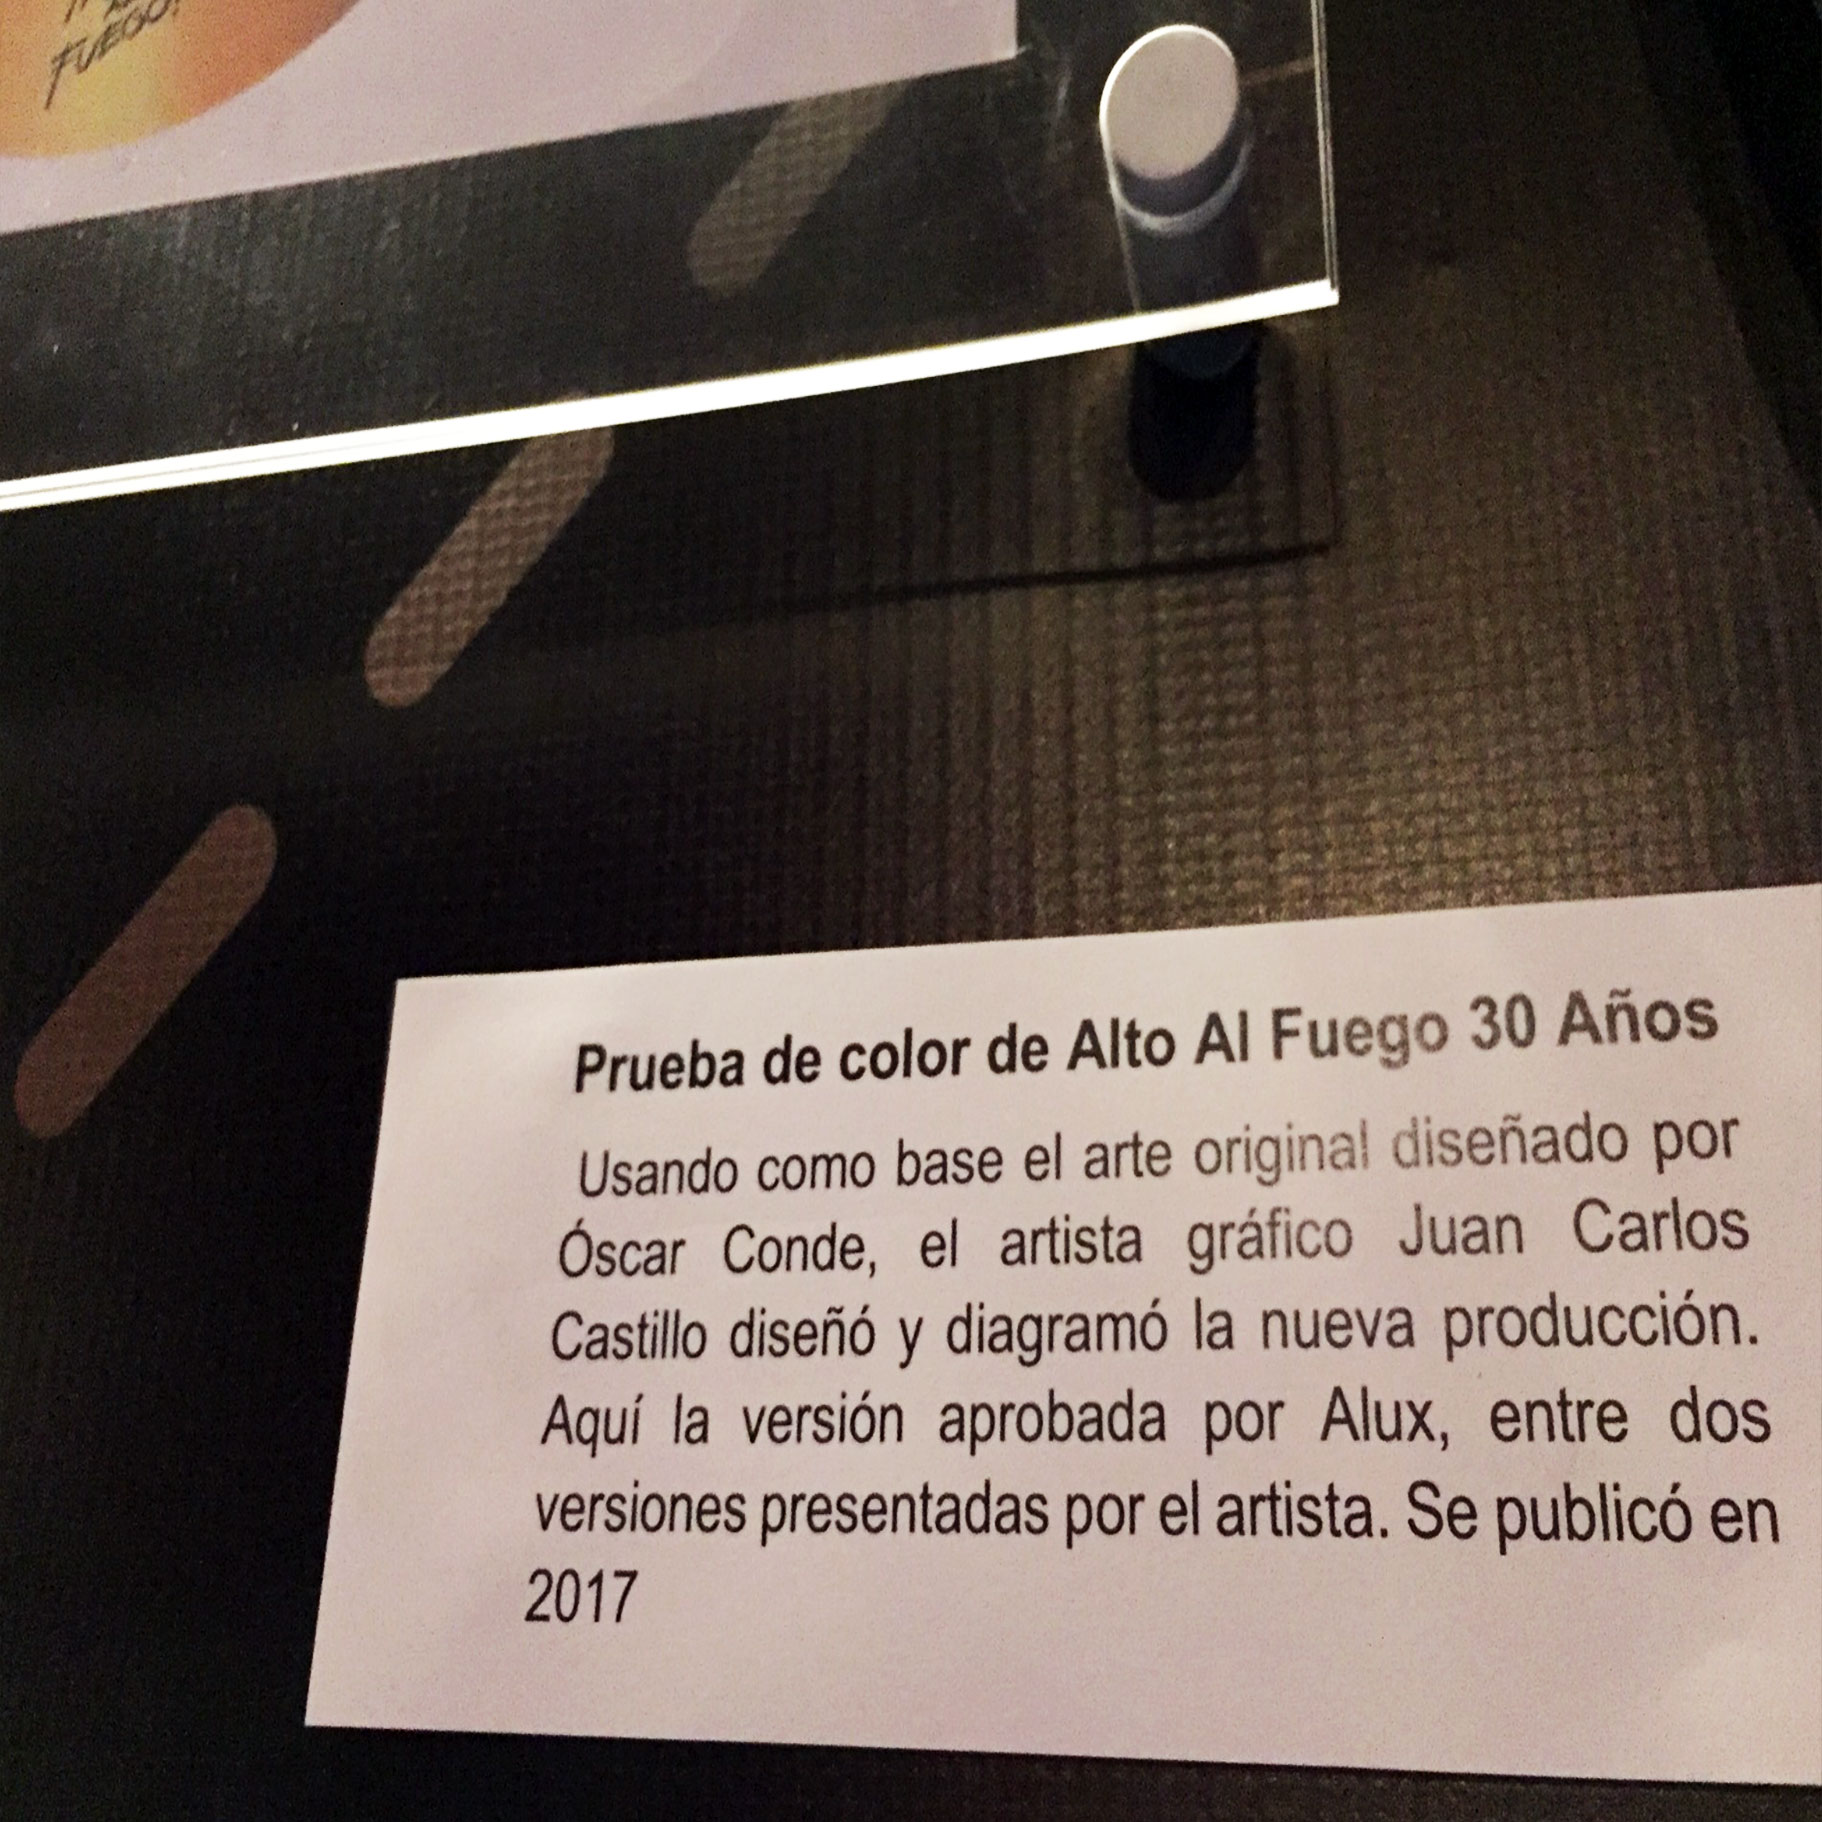 FUEGO!
Prueba de color de Alto Al Fuego 30 Años
Usando como base el arte original diseñado por
Óscar Conde, el artista gráfico Juan Carlos
Castillo diseñó y diagramó la nueva producción.
Aquí la versión aprobada por Alux, entre dos
versiones presentadas por el artista. Se publicó en
2017